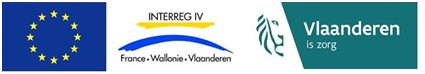 INTERREG IV
France • Wallonie • Vlaanderen
Vlaanderen
is zorg